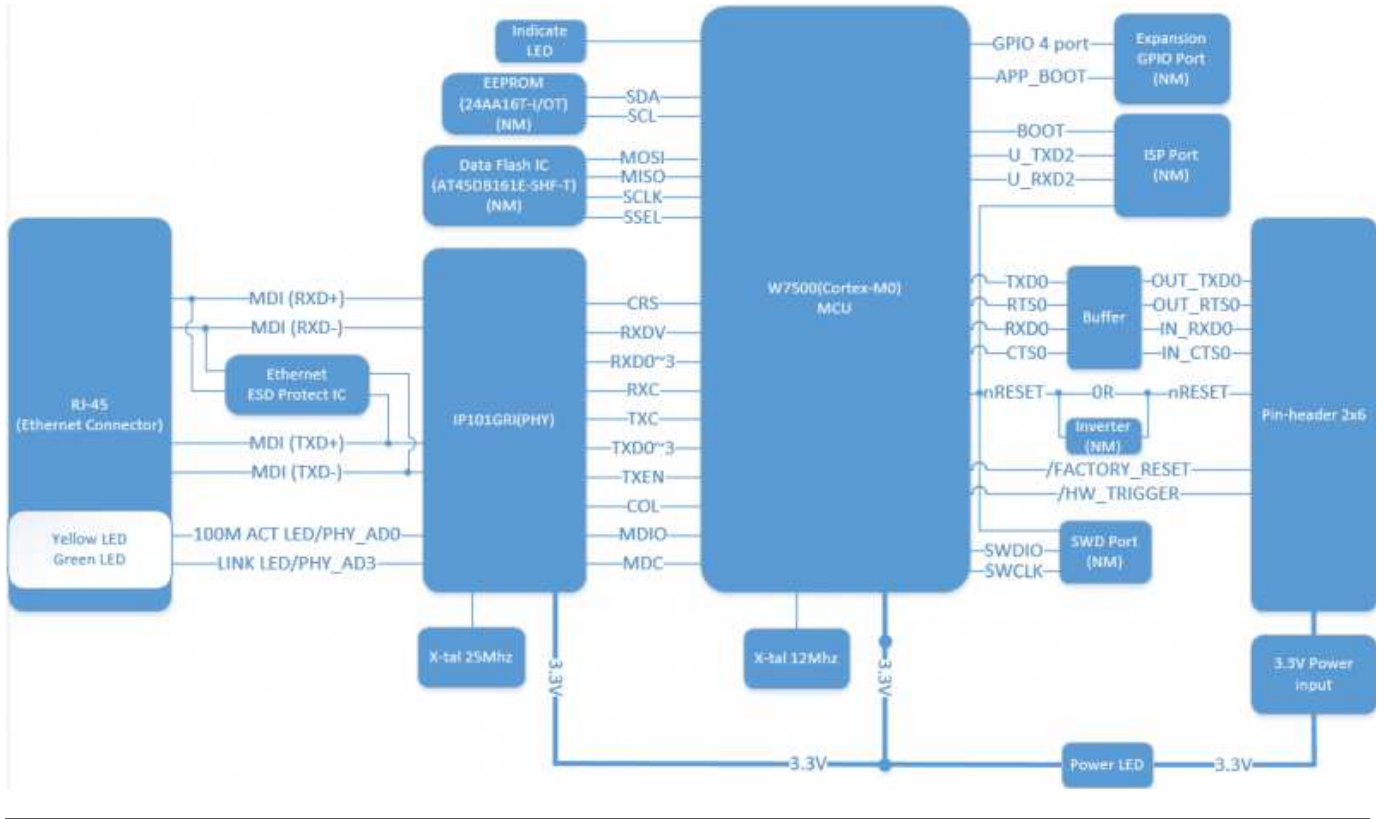 Indicate
LED
EEPROM
(24AA16T-I/OT)
(NM)
SDA
SCL
Data Flash IC
(AT45DB161E-SHF-T)
(NM)
MOSI
MISO
SCLK
SSEL
W7500(Cortex-M0)
MCU
GPIO 4 port
APP_BOOT
Expansion
GPIO Port
(NM)
BOOT
U_TXD2
U_RXD2
ISP Port
(NM)
RJ-45
(Ethernet Connector)
Yellow LED
Green LED
MDI (RXD+)
MDI (RXD-)
Ethernet
ESD Protect IC
MDI (TXD+)
MDI (TXD-)
100M ACT LED/PHY_AD0
LINK LED/PHY_AD3
IP101GRI(PHY)
CRS
RXDV
RXD0~3
RXC
TXC
TXD0~3
TXEN
COL
MDIO
MDC
TXD0
RTS0
RXD0
CTS0
Buffer
OUT_TXD0
OUT_RTS0
IN_RXD0
IN_CTS0
nRESET
0R
nRESET
Inverter
(NM)
/FACTORY_RESET
/HW_TRIGGER
SWDIO
SWCLK
SWD Port
(NM)
Pin-header 2x6
X-tal 25Mhz
3.3V
X-tal 12Mhz
3.3V
3.3V Power
input
3.3V
Power LED
3.3V